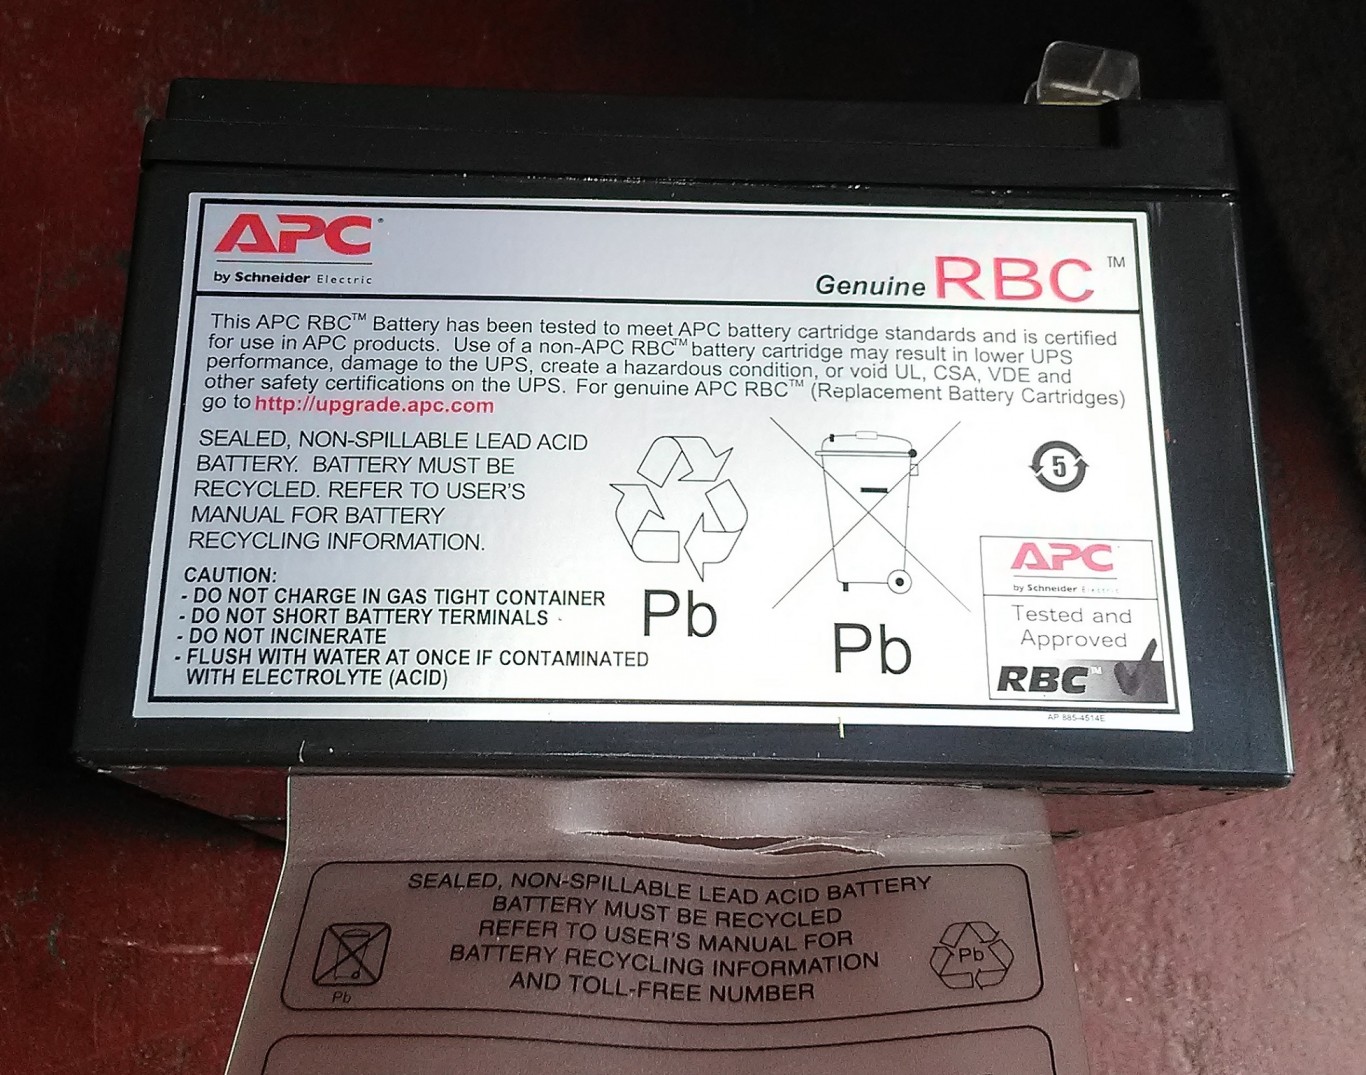 APC
by Schneider Electric
Genuine RBC™
This APC RBC™ Battery has been tested to meet APC battery cartridge standards and is certified
for use in APC products. Use of a non-APC RBC™ battery cartridge may result in lower UPS
performance, damage to the UPS, create a hazardous condition, or void UL, CSA, VDE and
other safety certifications on the UPS. For genuine APC RBC™ (Replacement Battery Cartridges)
go to http://upgrade.apc.com
SEALED, NON-SPILLABLE LEAD ACID
BATTERY. BATTERY MUST BE
RECYCLED. REFER TO USER'S
MANUAL FOR BATTERY
RECYCLING INFORMATION.
CAUTION:
- DO NOT CHARGE IN GAS TIGHT CONTAINER
- DO NOT SHORT BATTERY TERMINALS
- DO NOT INCINERATE
- FLUSH WITH WATER AT ONCE IF CONTAMINATED
WITH ELECTROLYTE (ACID)
Pb
Pb
5
APC
by Schneider Electric
Tested and
Approved
RBC™
AP 885-4514E
SEALED, NON-SPILLABLE LEAD ACID BATTERY
BATTERY MUST BE RECYCLED
REFER TO USER'S MANUAL FOR
BATTERY RECYCLING INFORMATION
AND TOLL-FREE NUMBER
Pb
Pb